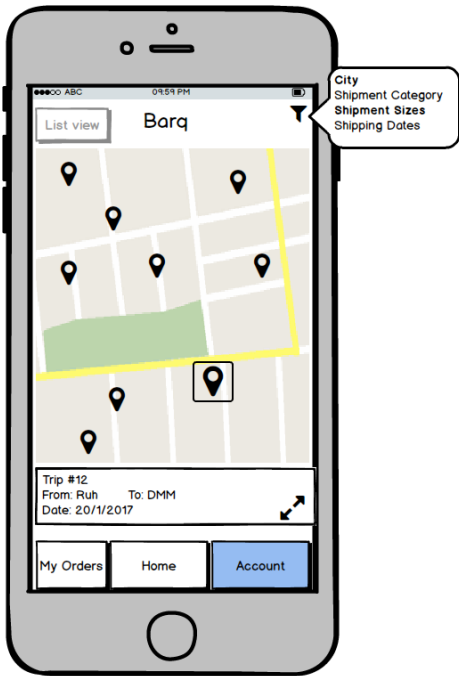 ABC
09:59 PM
List view
Barq
City
Shipment Category
Shipment Sizes
Shipping Dates
Trip #12
From: Ruh To: DMM
Date: 20/1/2017
My Orders
Home
Account